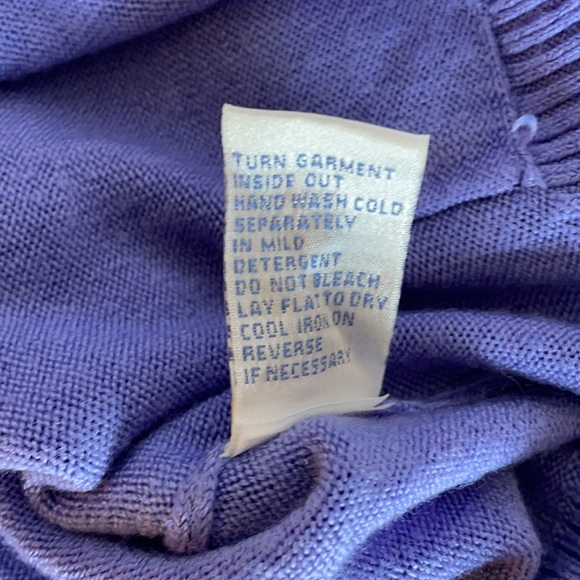 TURN GARMENT
INSIDE OUT
HAND WASH COLD
SEPARATELY
IN MILD
DETERGENT
DO NOT BLEACH
LAY FLAT TO DRY
COOL IRON ON
REVERSE
IF NECESSARY